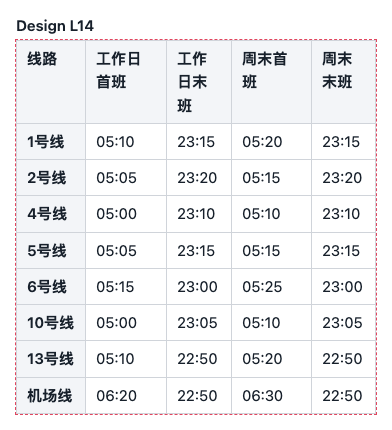 Design L14
线路 工作日首班 工作日末班 周末首班 周末末班
1号线 05:10 23:15 05:20 23:15
2号线 05:05 23:20 05:15 23:20
4号线 05:00 23:10 05:10 23:10
5号线 05:05 23:15 05:15 23:15
6号线 05:15 23:00 05:25 23:00
10号线 05:00 23:05 05:10 23:05
13号线 05:10 22:50 05:20 22:50
机场线 06:20 22:50 06:30 22:50